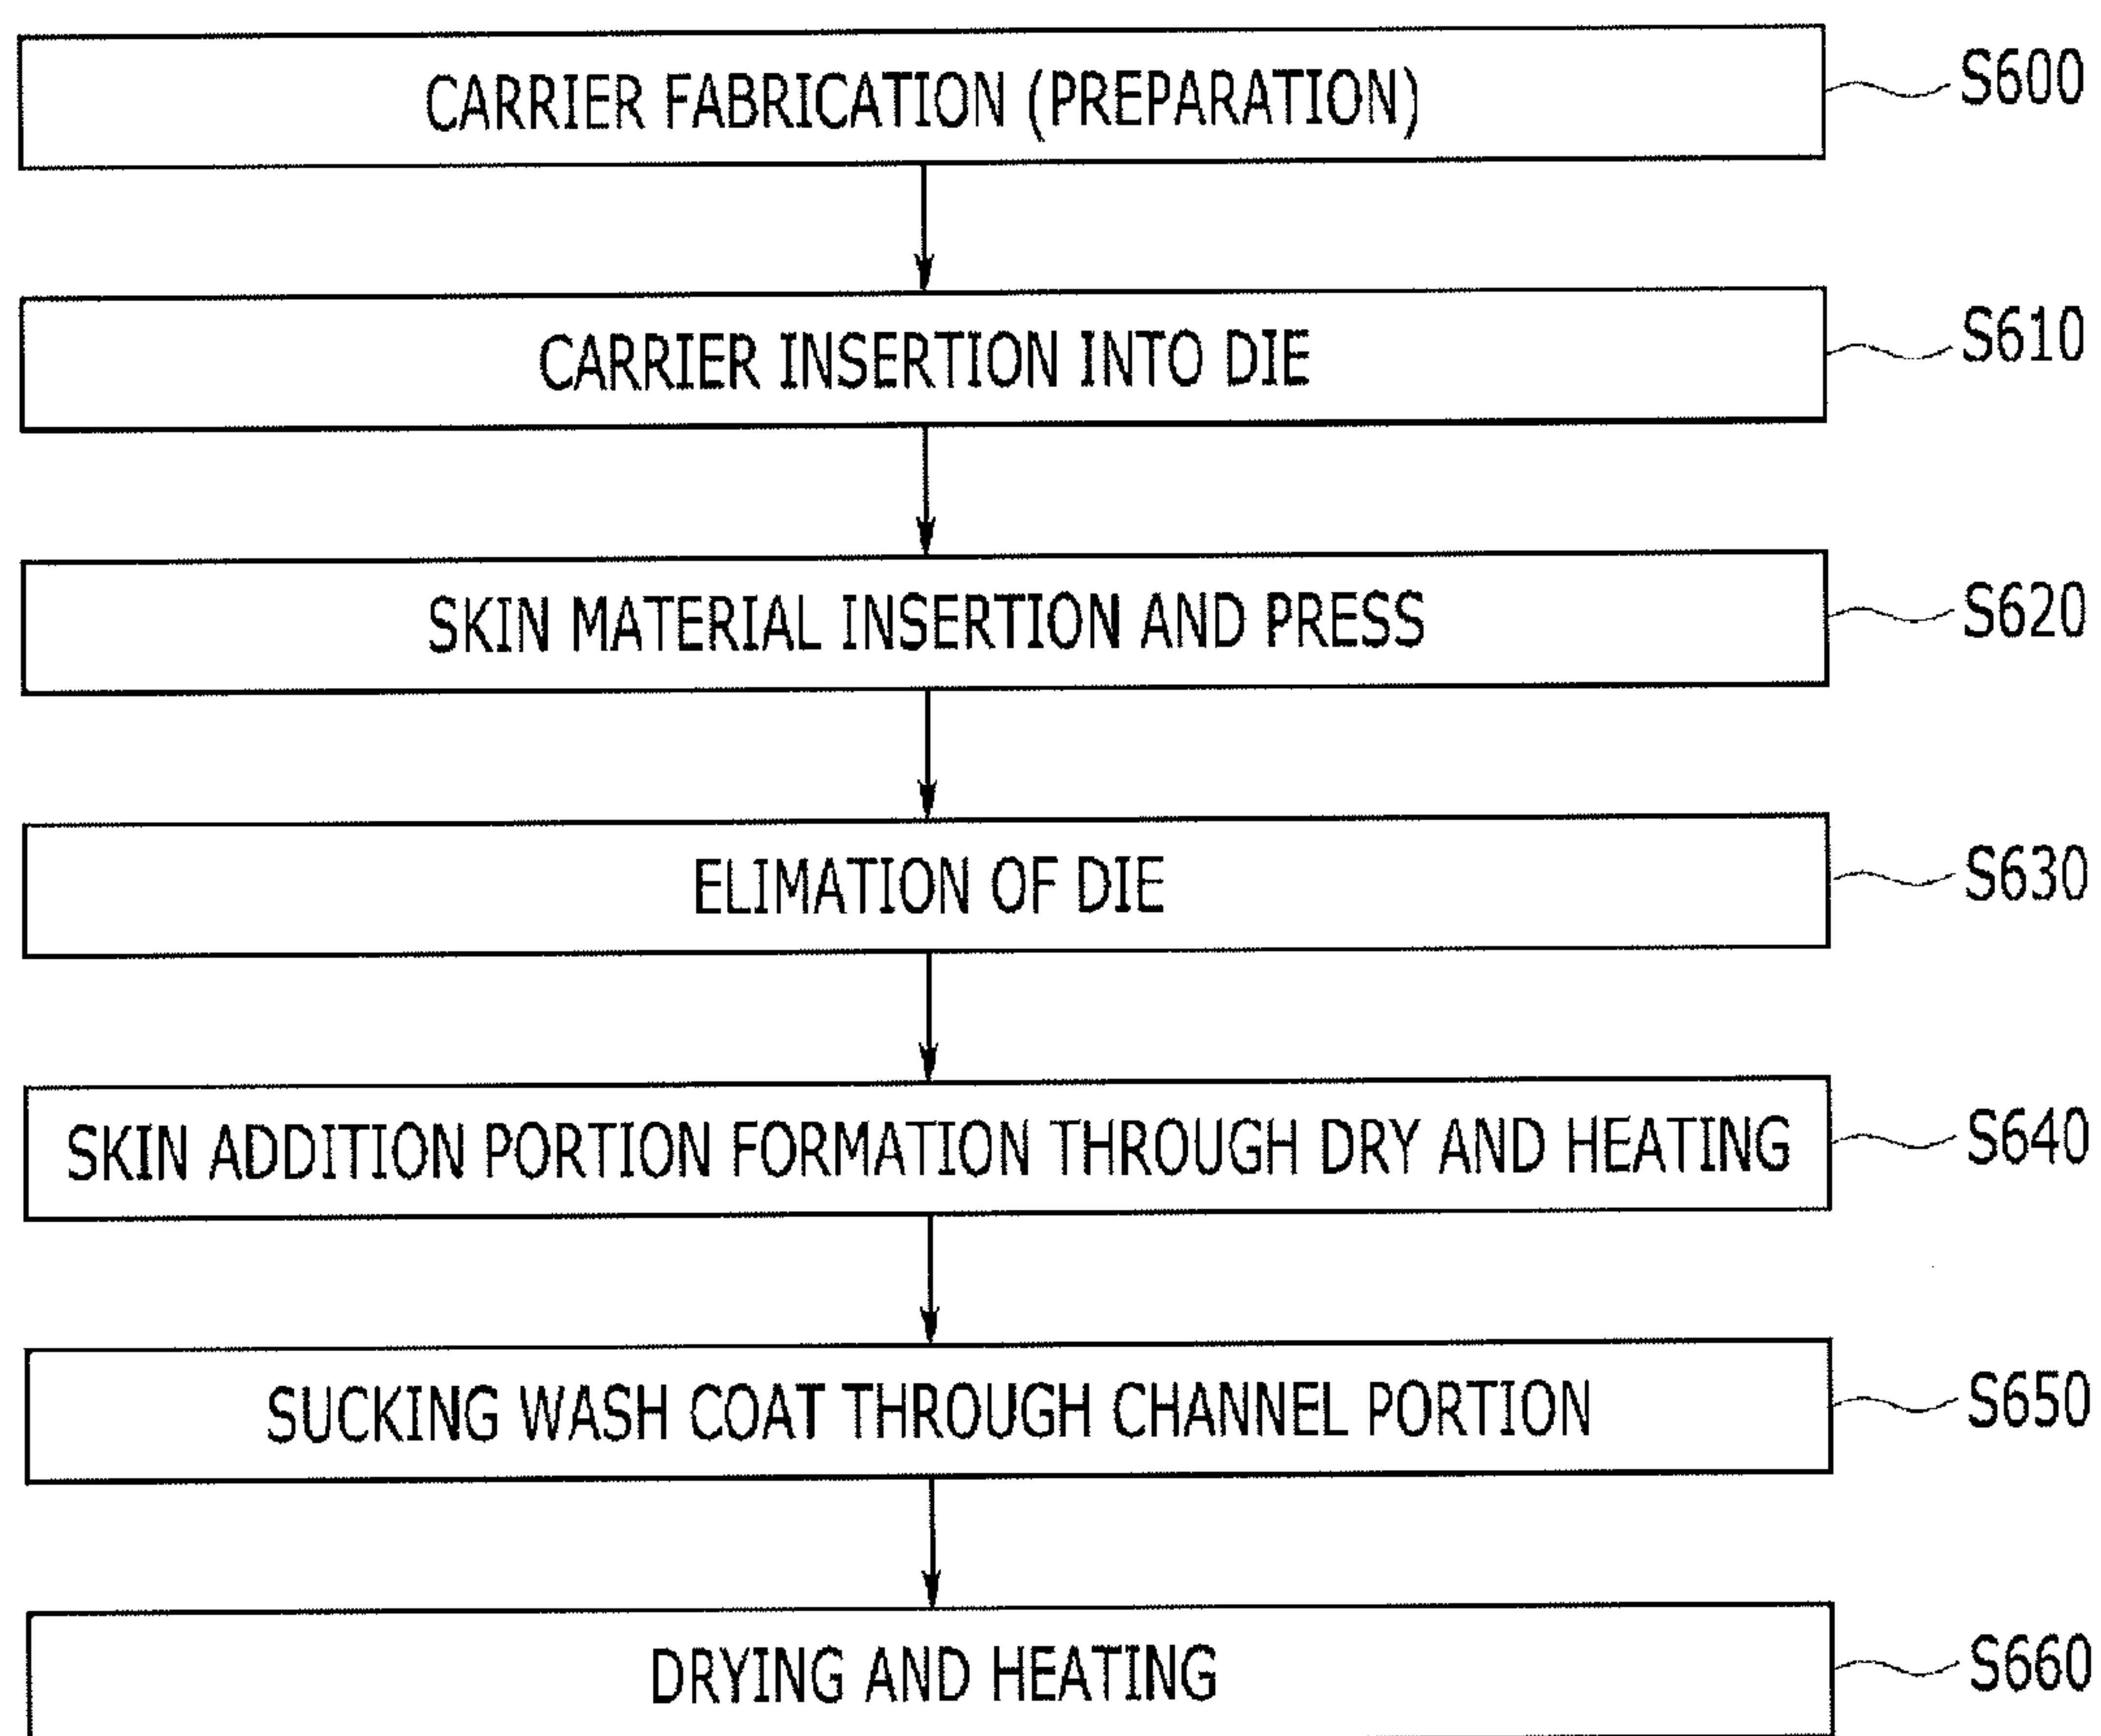 CARRIER FABRICATION (PREPARATION) S600
CARRIER INSERTION INTO DIE S610
SKIN MATERIAL INSERTION AND PRESS S620
ELIMATION OF DIE S630
SKIN ADDITION PORTION FORMATION THROUGH DRY AND HEATING S640
SUCKING WASH COAT THROUGH CHANNEL PORTION S650
DRYING AND HEATING S660